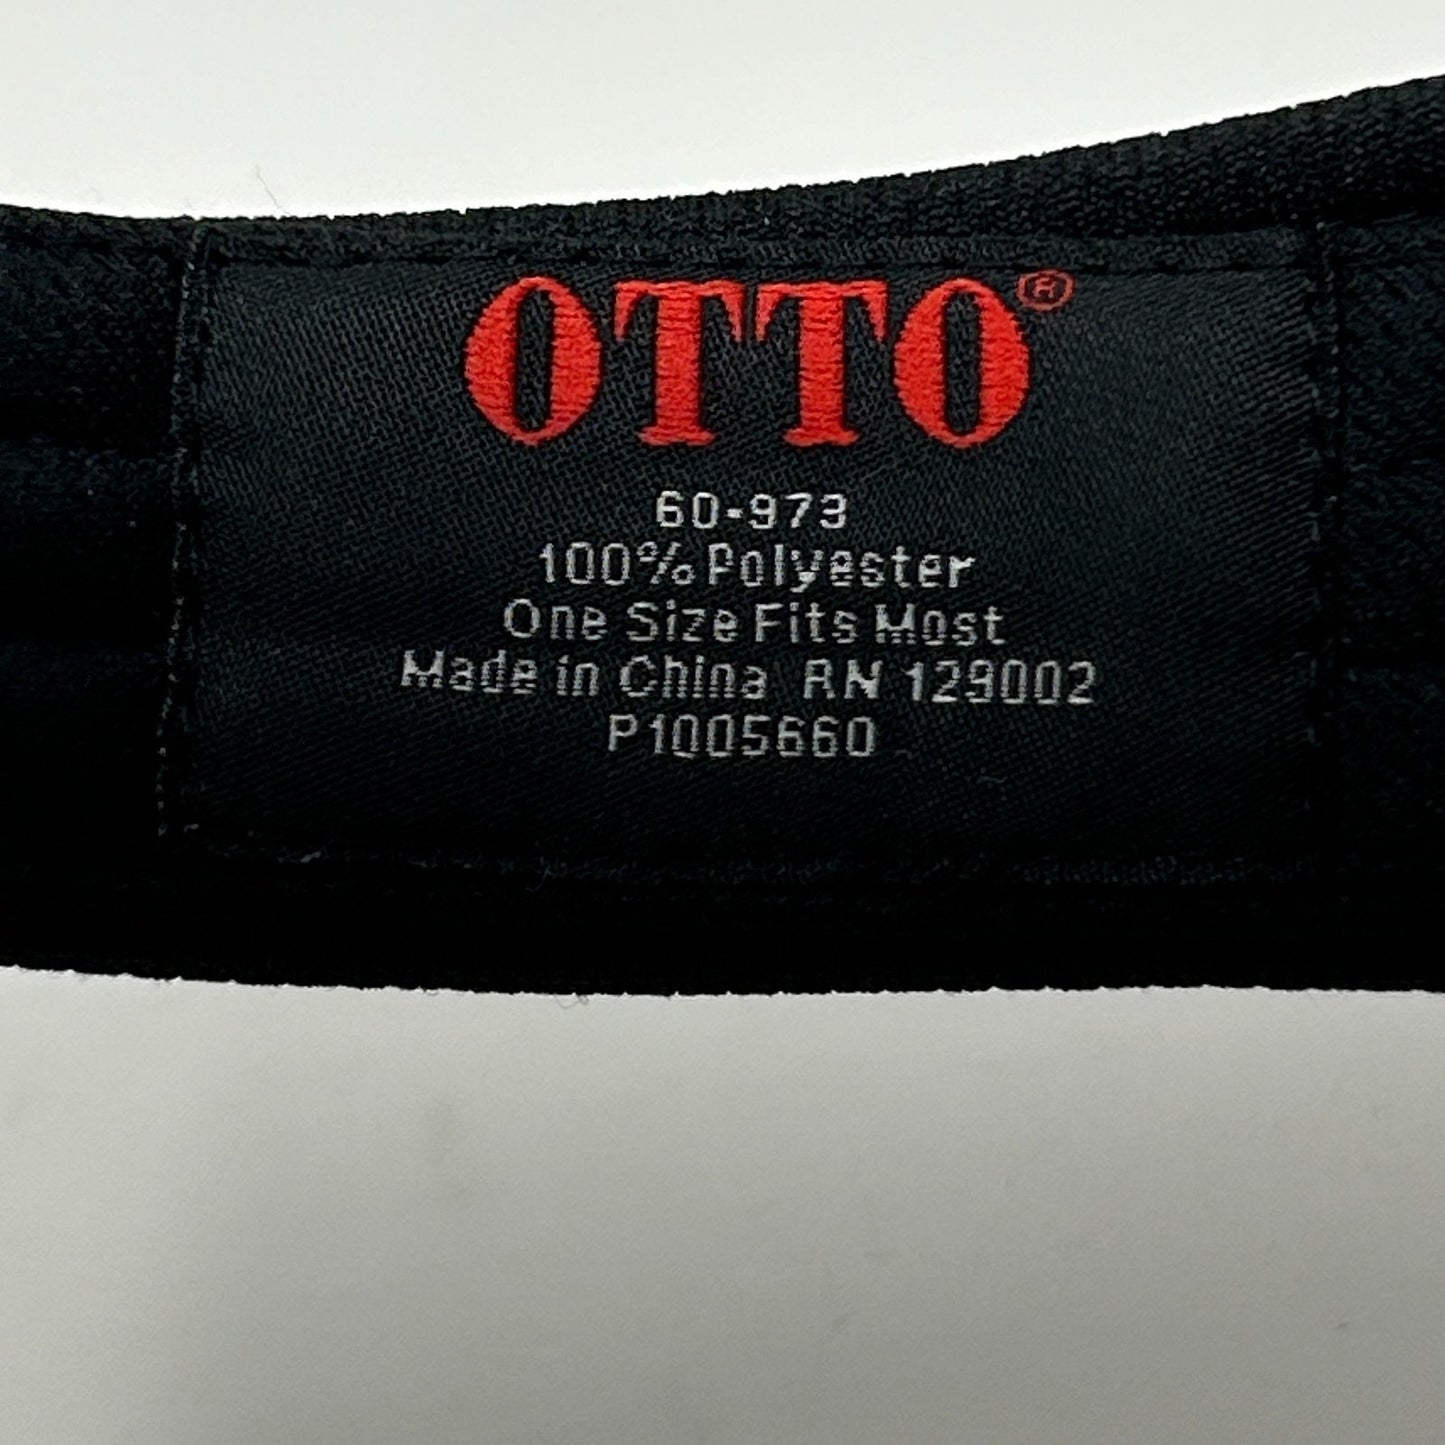 OTTO®
60-973
100% Polyester
One Size Fits Most
Made in China RN 129002
P1005660